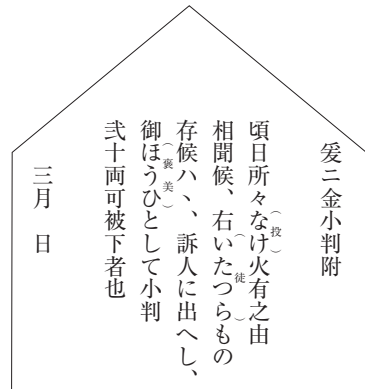 爰ニ金小判附
頃日所々なけ（投）火有之由
相聞候、右いたつら（徒）もの
存候ハヽ、訴人に出へし、
御ほうひ（褒美）として小判
弐十両可被下者也
三月　日